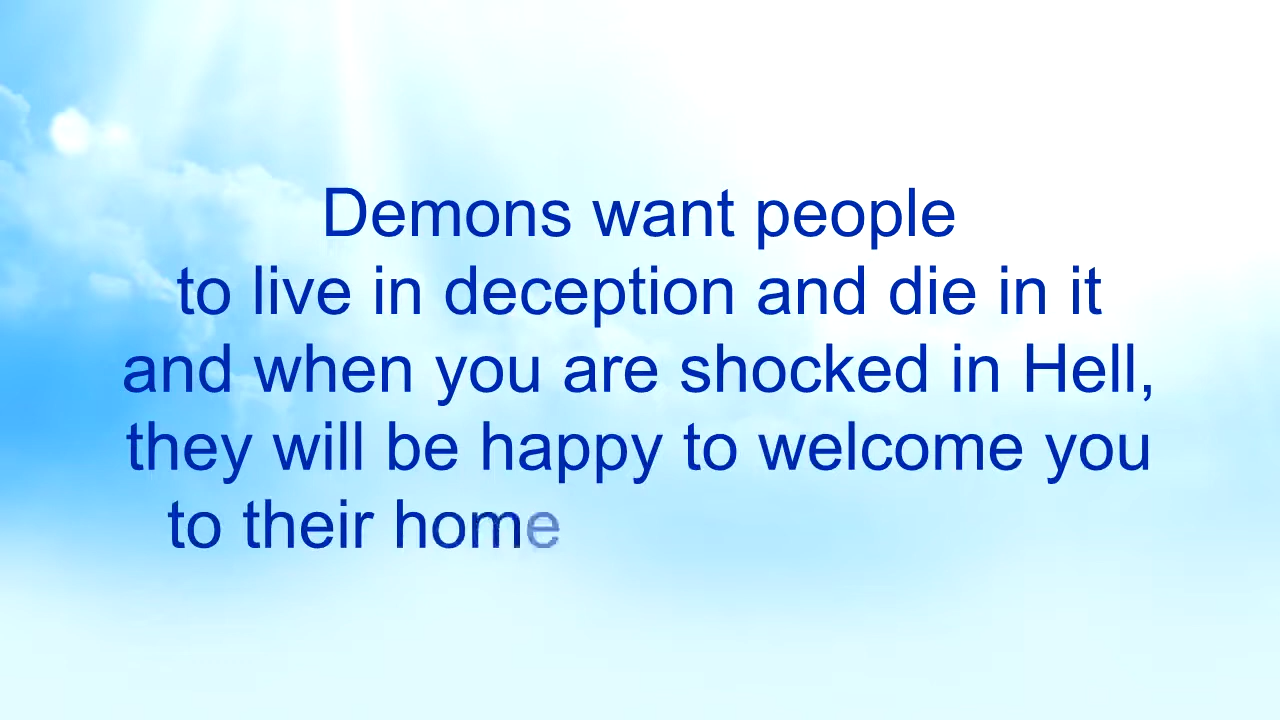 Demons want people
to live in deception and die in it
and when you are shocked in Hell,
they will be happy to welcome you
to their home